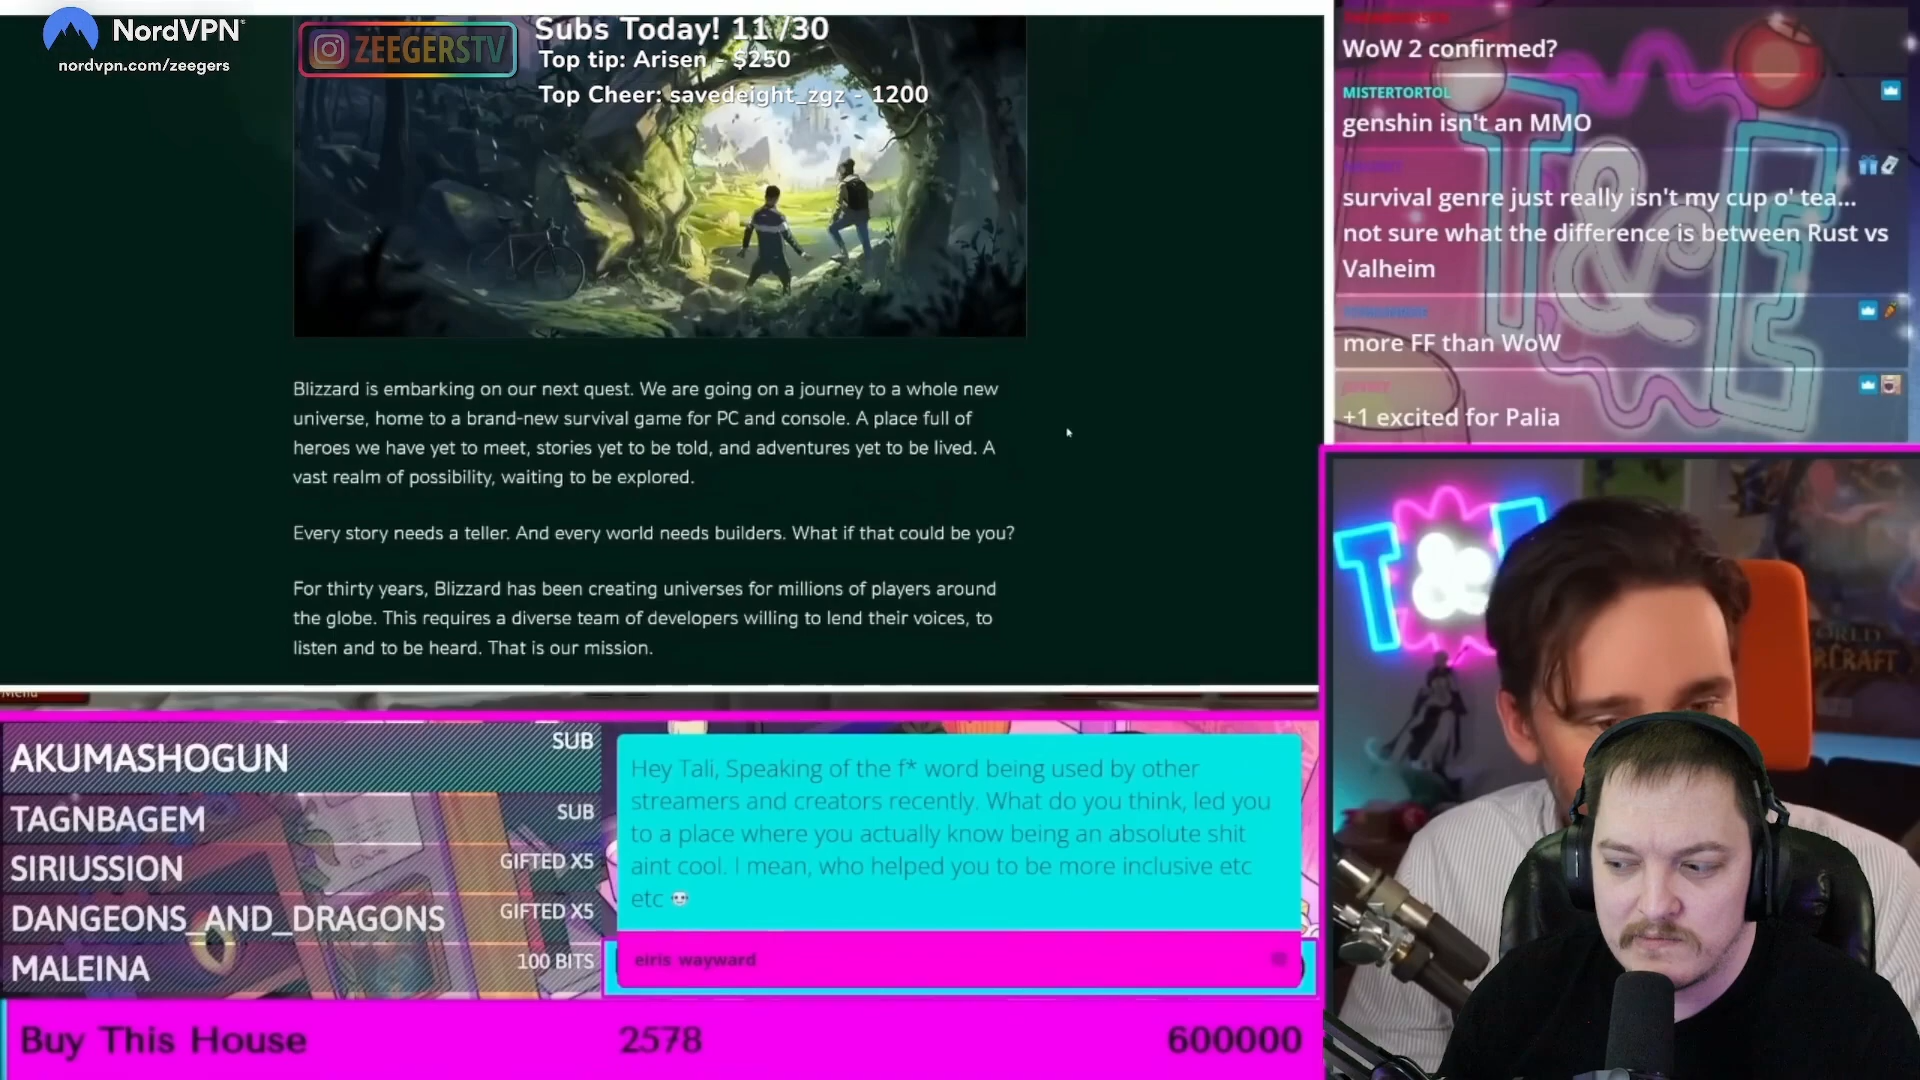 NordVPN®
nordvpn.com/zeegers
ZEEGERSTV
Subs Today! 11 /30
Top tip: Arisen - $250
Top Cheer: savedeight_zgz - 1200
Blizzard is embarking on our next quest. We are going on a journey to a whole new
universe, home to a brand-new survival game for PC and console. A place full of
heroes we have yet to meet, stories yet to be told, and adventures yet to be lived. A
vast realm of possibility, waiting to be explored.
Every story needs a teller. And every world needs builders. What if that could be you?
For thirty years, Blizzard has been creating universes for millions of players around
the globe. This requires a diverse team of developers willing to lend their voices, to
listen and to be heard. That is our mission.
WoW 2 confirmed?
MISTERTORTOL
genshin isn't an MMO
survival genre just really isn't my cup o' tea...
not sure what the difference is between Rust vs
Valheim
more FF than WoW
+1 excited for Palia
T&E
T&
Menu
AKUMASHOGUN SUB
TAGNBAGEM SUB
SIRIUSSION GIFTED X5
DANGEONS_AND_DRAGONS GIFTED X5
MALEINA 100 BITS
Hey Tali, Speaking of the f* word being used by other
streamers and creators recently. What do you think, led you
to a place where you actually know being an absolute shit
aint cool. I mean, who helped you to be more inclusive etc
etc
eiris wayward
Buy This House 2578 600000